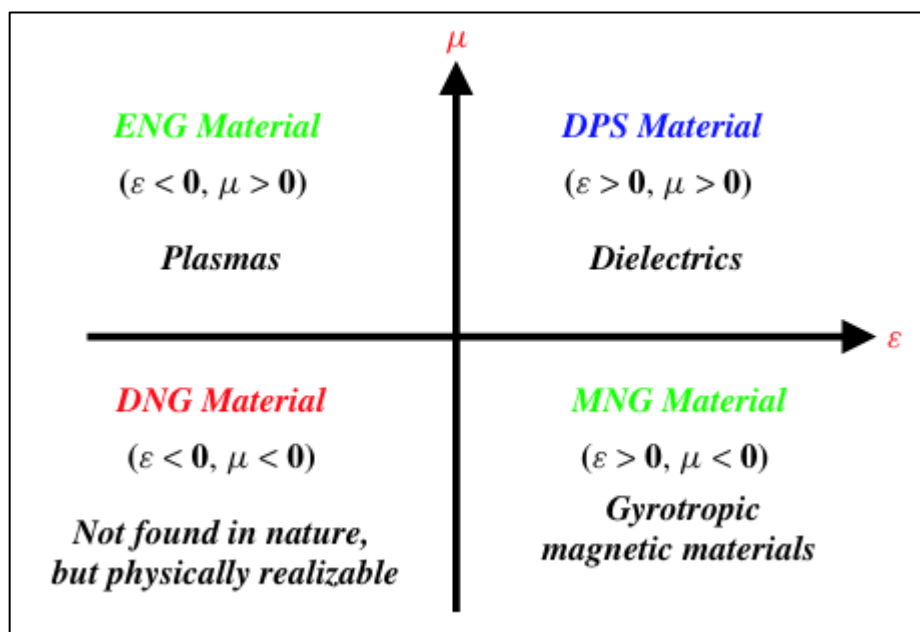 μ
ENG Material
(ε < 0, μ > 0)
Plasmas
DPS Material
(ε > 0, μ > 0)
Dielectrics
ε
DNG Material
(ε < 0, μ < 0)
Not found in nature,
but physically realizable
MNG Material
(ε > 0, μ < 0)
Gyrotropic
magnetic materials